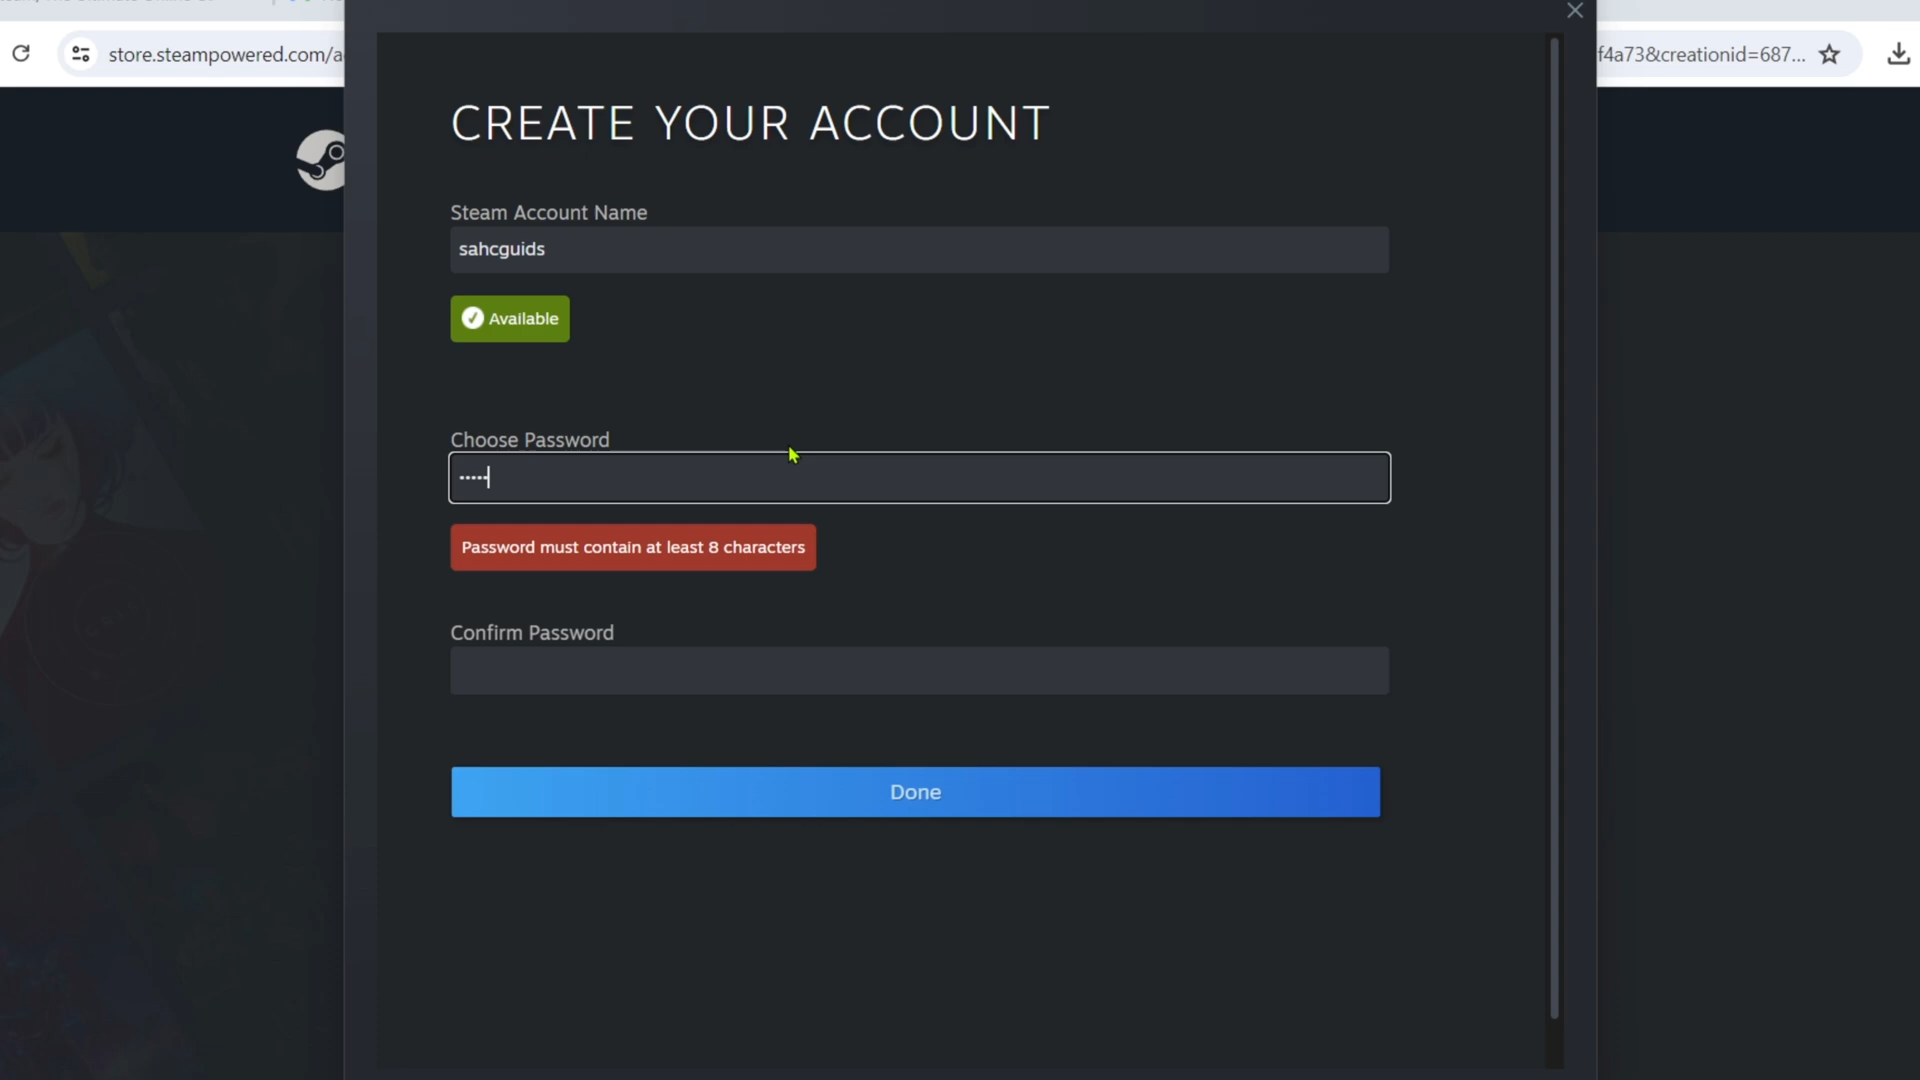 store.steampowered.com/a
f4a73&creationid=687...
CREATE YOUR ACCOUNT
Steam Account Name
sahcguids
Available
Choose Password
•••••
Password must contain at least 8 characters
Confirm Password
Done